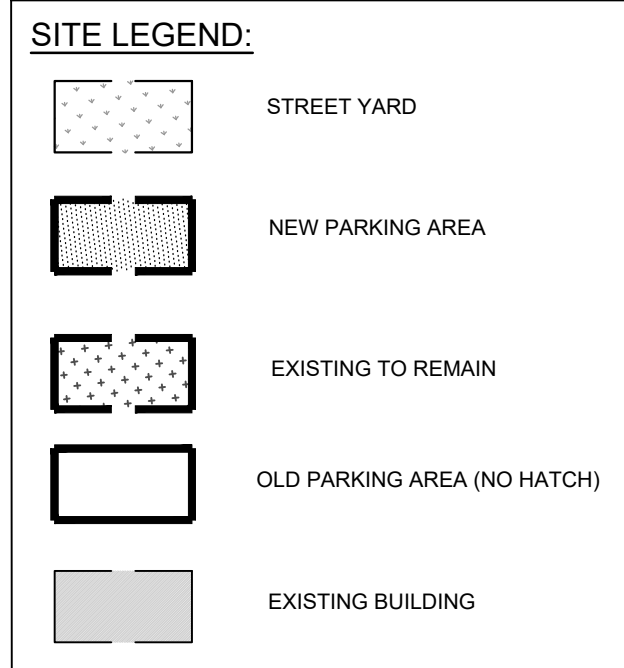 SITE LEGEND:
STREET YARD
NEW PARKING AREA
EXISTING TO REMAIN
OLD PARKING AREA (NO HATCH)
EXISTING BUILDING